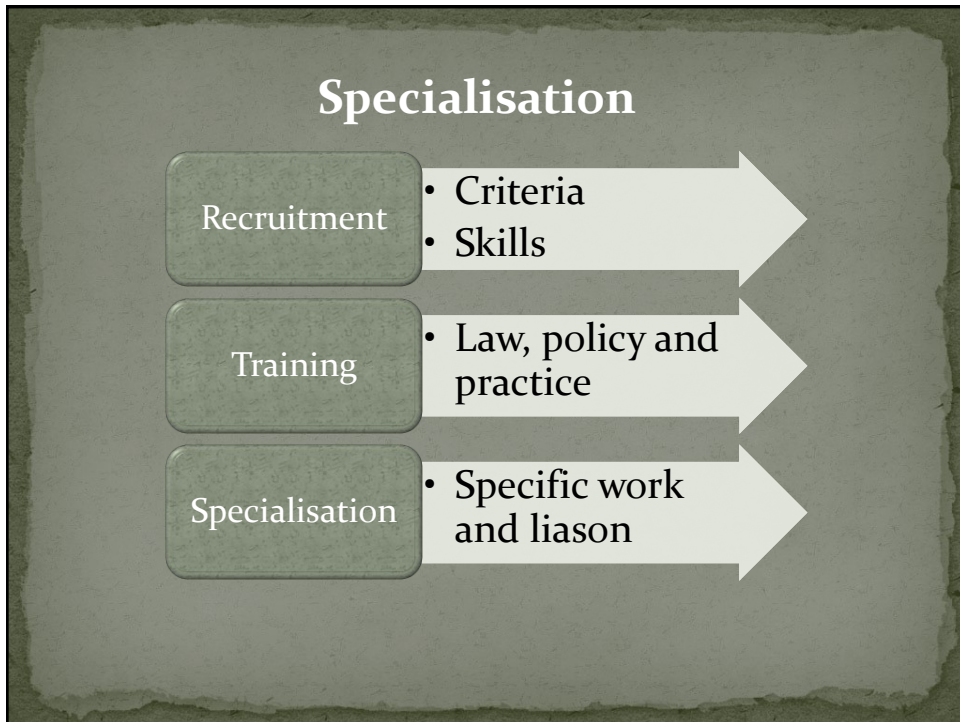 Specialisation
Recruitment
• Criteria
• Skills
Training
• Law, policy and
practice
Specialisation
• Specific work
and liason